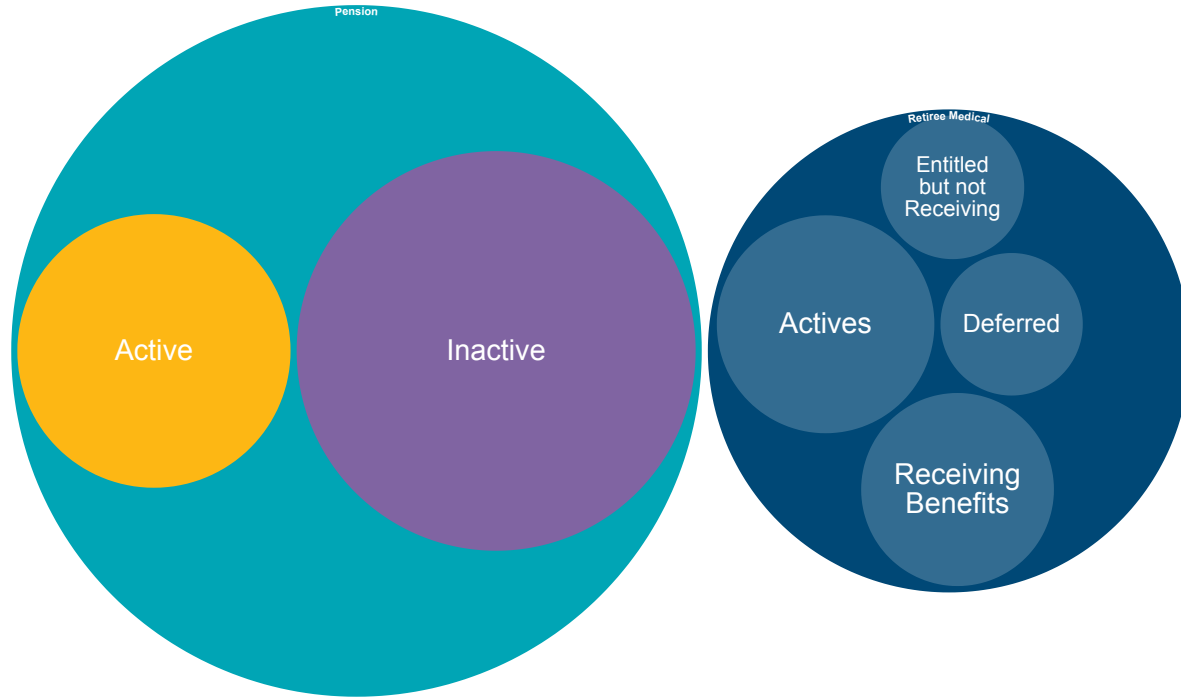 Pension
Active
Inactive
Retiree Medical
Entitled
but not
Receiving
Actives
Deferred
Receiving
Benefits